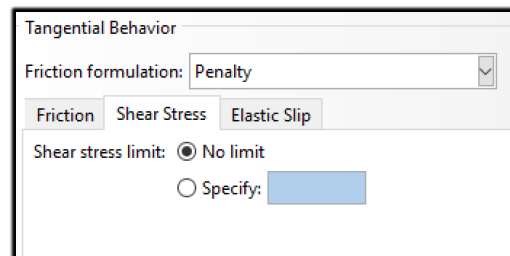 Tangential Behavior
Friction formulation: Penalty
Friction Shear Stress Elastic Slip
Shear stress limit: No limit
Specify: